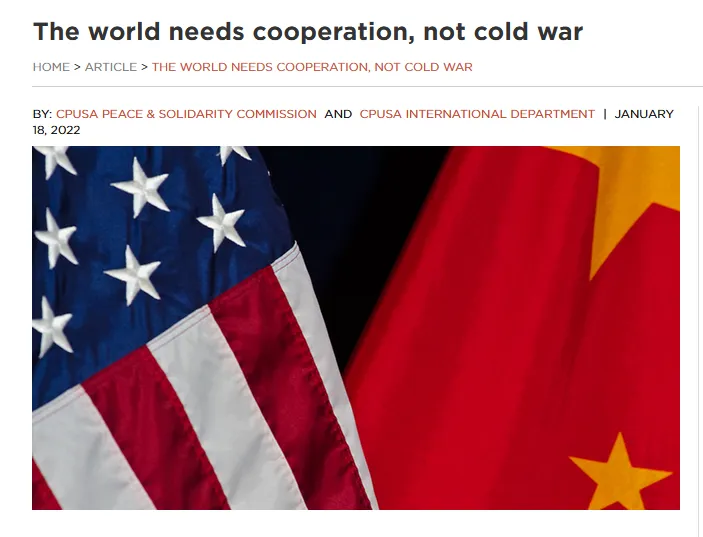 The world needs cooperation, not cold war
HOME > ARTICLE > THE WORLD NEEDS COOPERATION, NOT COLD WAR
BY: CPUSA PEACE & SOLIDARITY COMMISSION AND CPUSA INTERNATIONAL DEPARTMENT | JANUARY
18, 2022